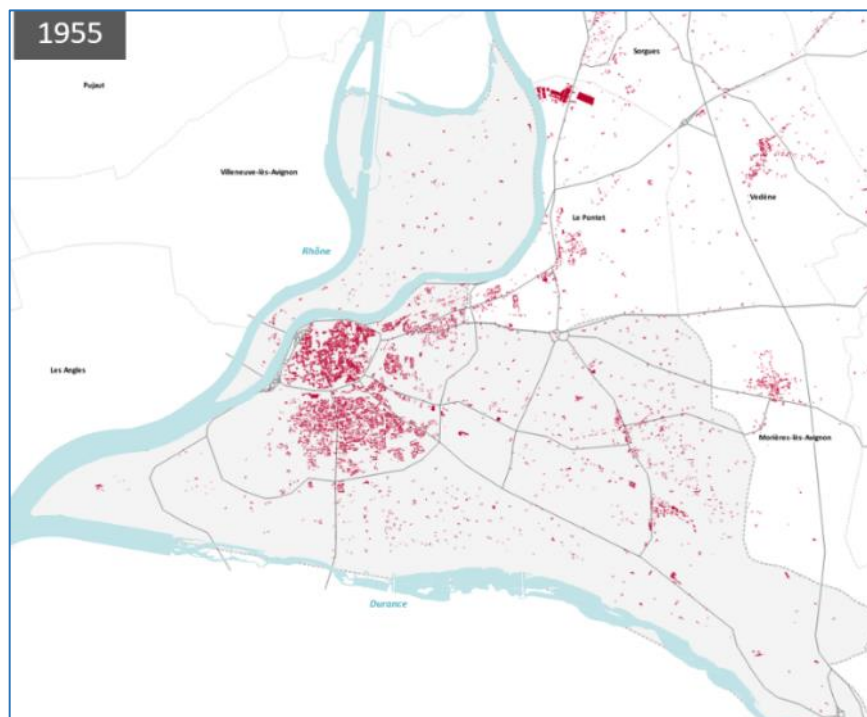 1955
Sorgues
Pujaut
Villeneuve-lès-Avignon
Vedène
Le Pontet
Rhône
Les Angles
Morières-lès-Avignon
Durance